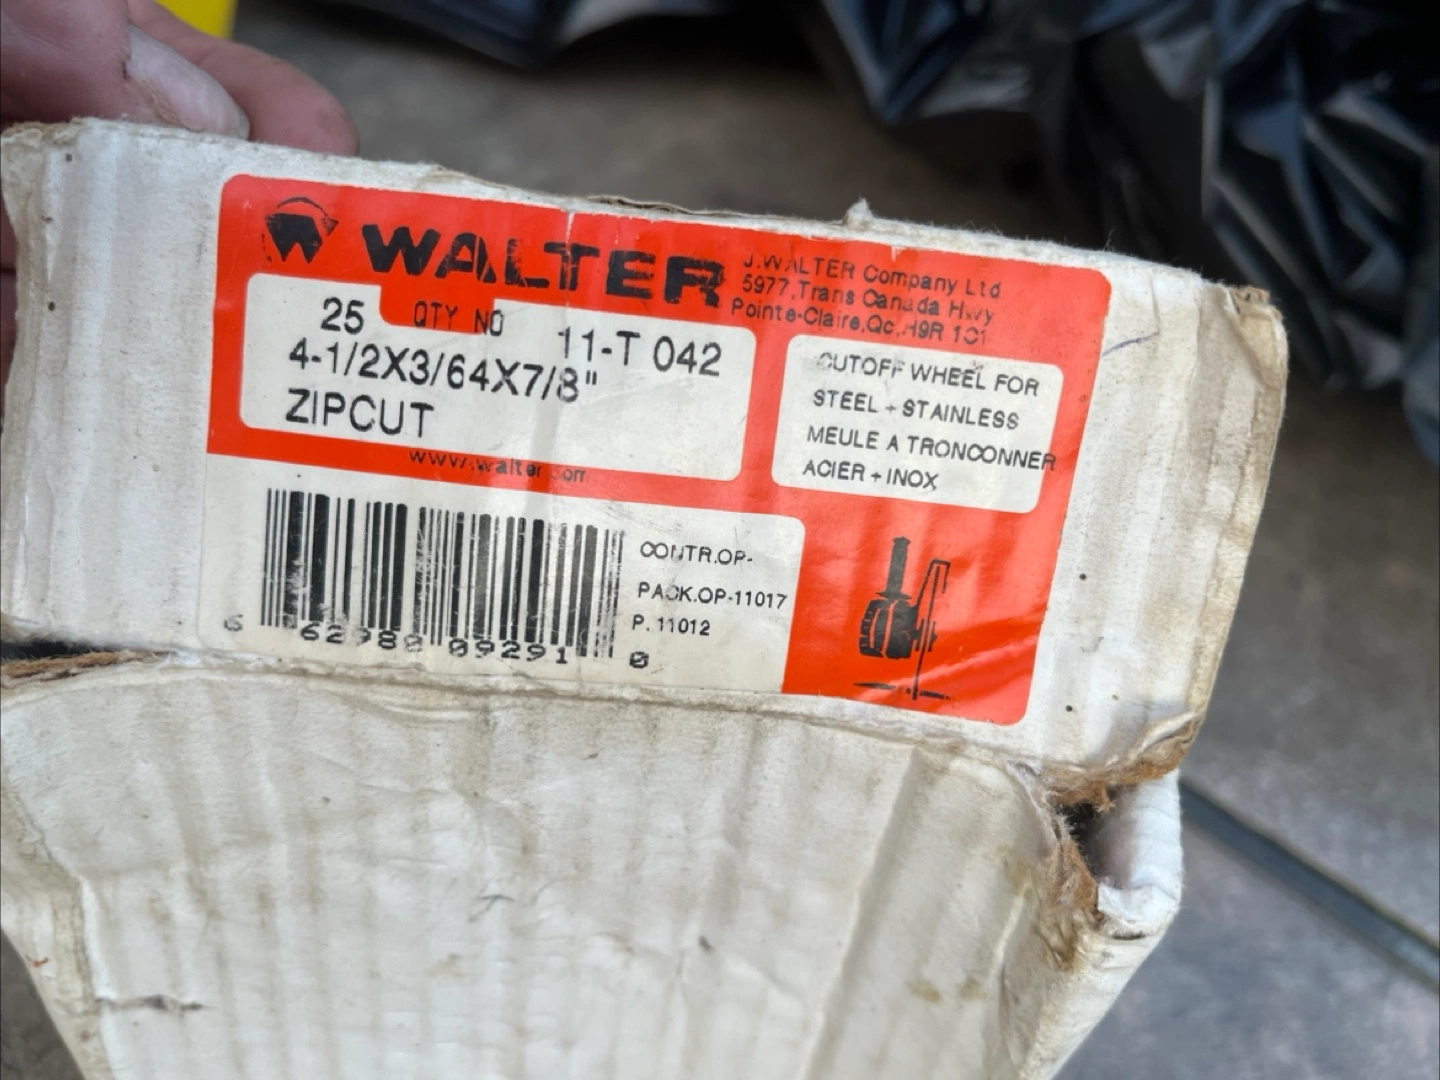 WALTER
J.WALTER Company Ltd
5977,Trans Canada Hwy
Pointe-Claire,Qc.,H9R 1C1
25 QTY NO 11-T 042
4-1/2X3/64X7/8"
ZIPCUT
www.walter.com
CUTOFF WHEEL FOR
STEEL + STAINLESS
MEULE A TRONCONNER
ACIER + INOX
CONTR.OP-
PACK.OP-11017
P. 11012
6 62980 09291 0